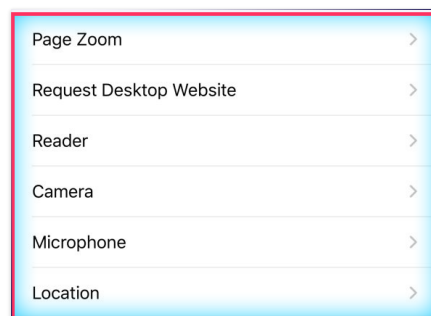 Page Zoom
Request Desktop Website
Reader
Camera
Microphone
Location